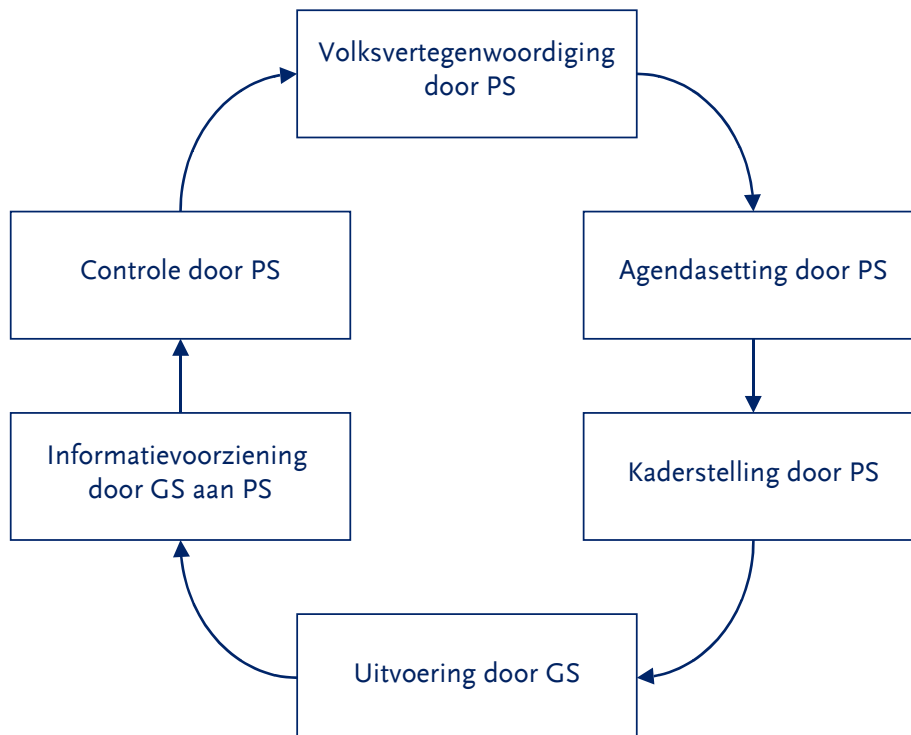 Volksvertegenwoordiging
door PS
Agendasetting door PS
Kaderstelling door PS
Uitvoering door GS
Informatievoorziening
door GS aan PS
Controle door PS